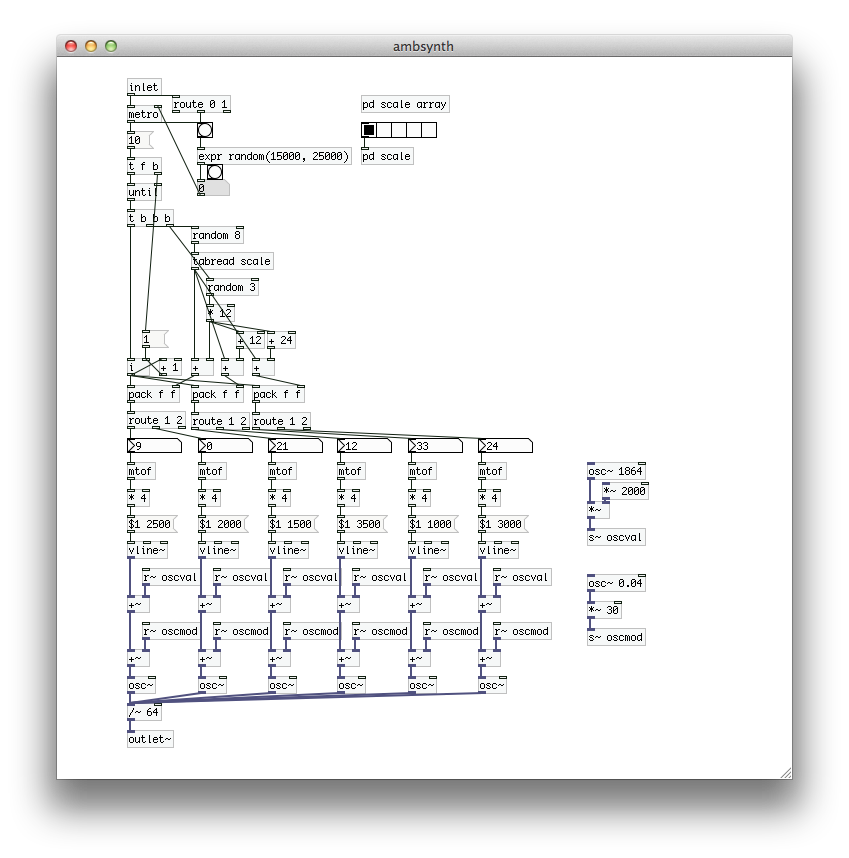 ambsynth
inlet
route 0 1
pd scale array
metro
10
expr random(15000, 25000)
pd scale
t f b
0
until
t b b b
random 8
tabread scale
random 3
* 12
1
+ 12
+ 24
i
+ 1
+
+
+
pack f f
pack f f
pack f f
route 1 2
route 1 2
route 1 2
9
0
21
12
33
24
mtof
mtof
mtof
mtof
mtof
mtof
osc~ 1864
*~ 2000
* 4
* 4
* 4
* 4
* 4
* 4
*~
$1 2500
$1 2000
$1 1500
$1 3500
$1 1000
$1 3000
s~ oscval
vline~
vline~
vline~
vline~
vline~
vline~
r~ oscval
r~ oscval
r~ oscval
r~ oscval
r~ oscval
r~ oscval
osc~ 0.04
+~
+~
+~
+~
+~
+~
*~ 30
r~ oscmod
r~ oscmod
r~ oscmod
r~ oscmod
r~ oscmod
r~ oscmod
s~ oscmod
+~
+~
+~
+~
+~
+~
osc~
osc~
osc~
osc~
osc~
osc~
/~ 64
outlet~